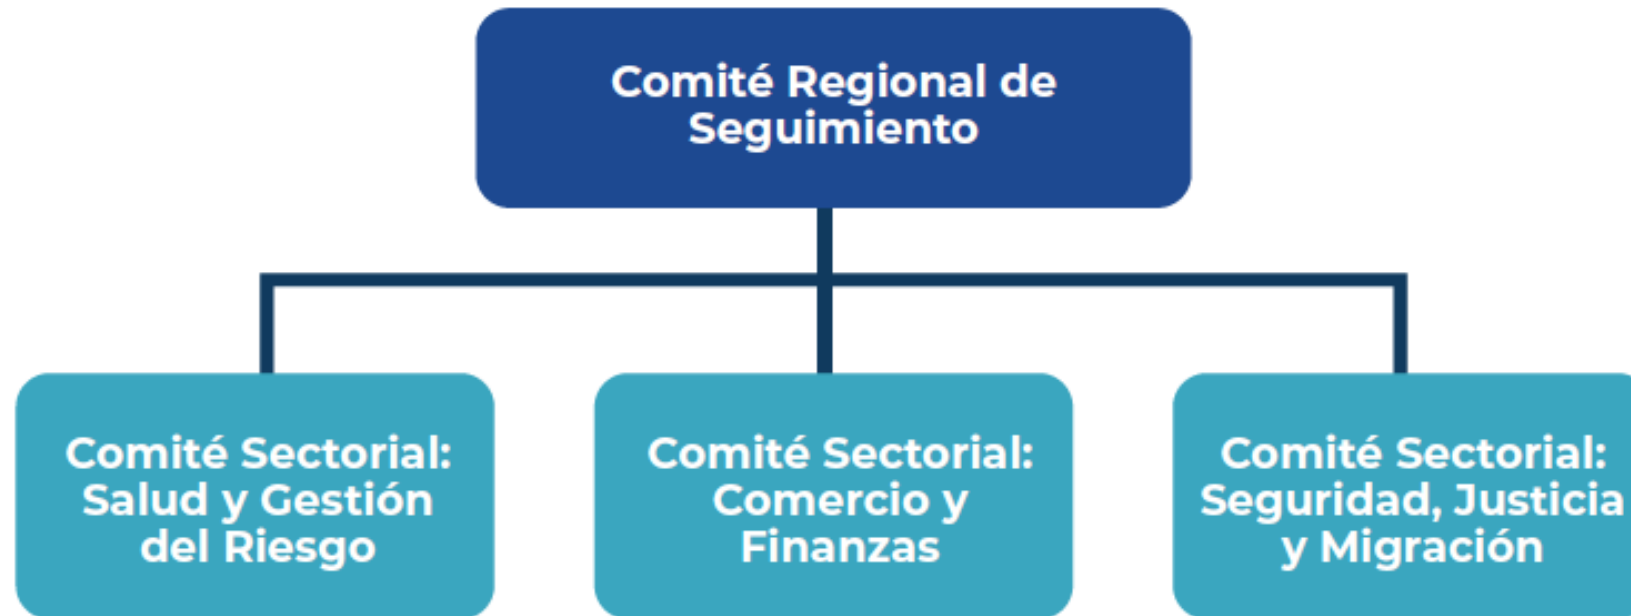 Comité Regional de
Seguimiento
Comité Sectorial:
Salud y Gestión
del Riesgo
Comité Sectorial:
Comercio y
Finanzas
Comité Sectorial:
Seguridad, Justicia
y Migración